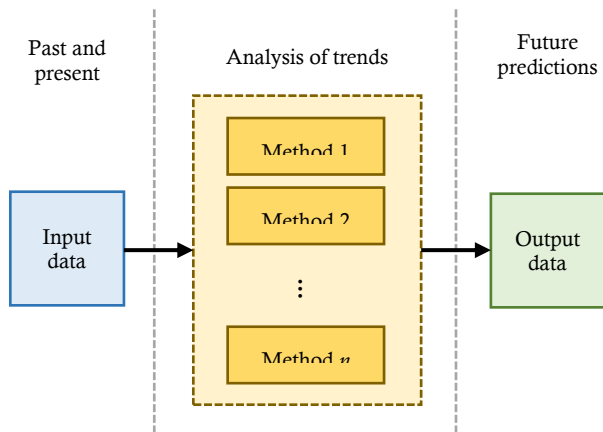 Past and
present
Analysis of trends
Future
predictions
Method 1
Method 2
⋮
Method n
Input
data
Output
data